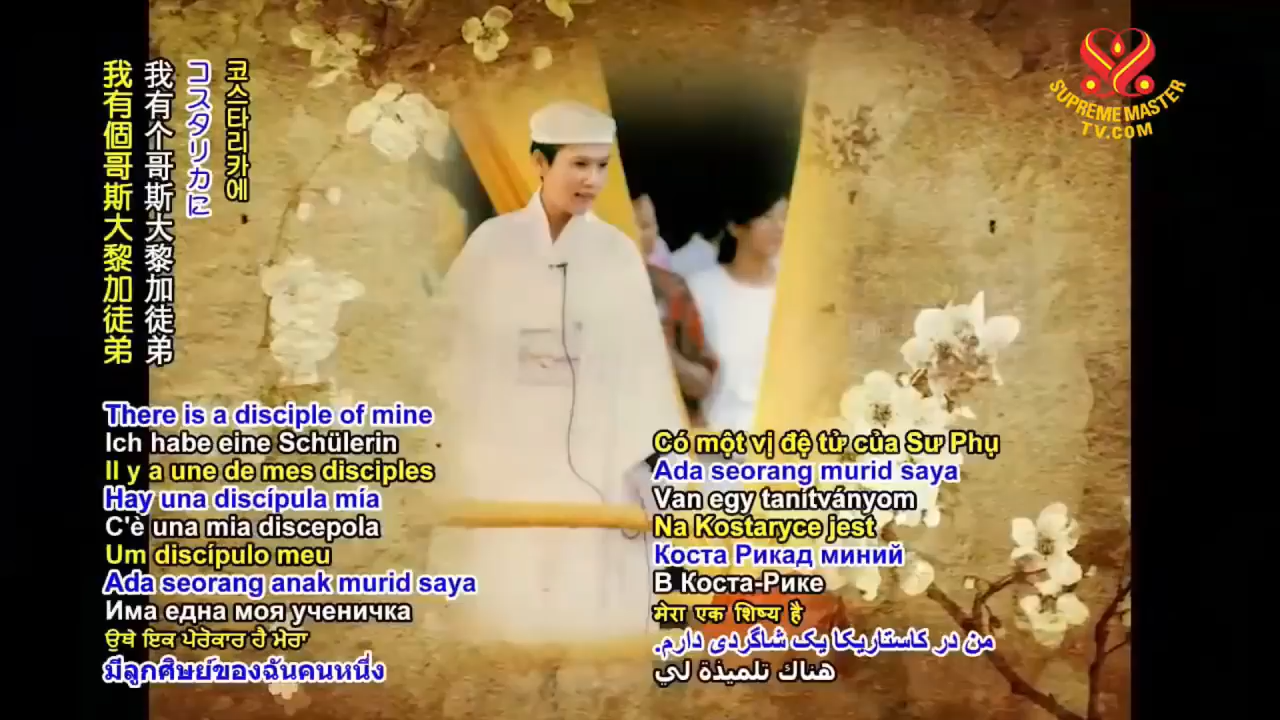 코스타리카에
コスタリカに
我有个哥斯大黎加徒弟
我有個哥斯大黎加徒弟
SUPREME MASTER
TV.COM
There is a disciple of mine
Ich habe eine Schülerin
Il y a une de mes disciples
Hay una discípula mía
C'è una mia discepola
Um discípulo meu
Ada seorang anak murid saya
Има една моя ученичка
ਉਥੇ ਇਕ ਪੇਰੋਕਾਰ ਹੈ ਮੇਰਾ
มีลูกศิษย์ของฉันคนหนึ่ง
Có một vị đệ tử của Sư Phụ
Ada seorang murid saya
Van egy tanítványom
Na Kostaryce jest
Коста Рикад миний
В Коста-Рике
मेरा एक शिष्य है
من در کاستاریکا یک شاگردی دارم.
هناك تلميذة لي